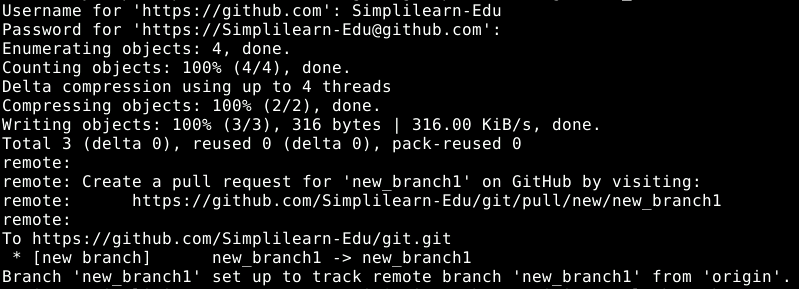 Username for 'https://github.com': Simplilearn-Edu
Password for 'https://Simplilearn-Edu@github.com':
Enumerating objects: 4, done.
Counting objects: 100% (4/4), done.
Delta compression using up to 4 threads
Compressing objects: 100% (2/2), done.
Writing objects: 100% (3/3), 316 bytes | 316.00 KiB/s, done.
Total 3 (delta 0), reused 0 (delta 0), pack-reused 0
remote:
remote: Create a pull request for 'new_branch1' on GitHub by visiting:
remote:      https://github.com/Simplilearn-Edu/git/pull/new/new_branch1
remote:
To https://github.com/Simplilearn-Edu/git.git
 * [new branch]      new_branch1 -> new_branch1
Branch 'new_branch1' set up to track remote branch 'new_branch1' from 'origin'.